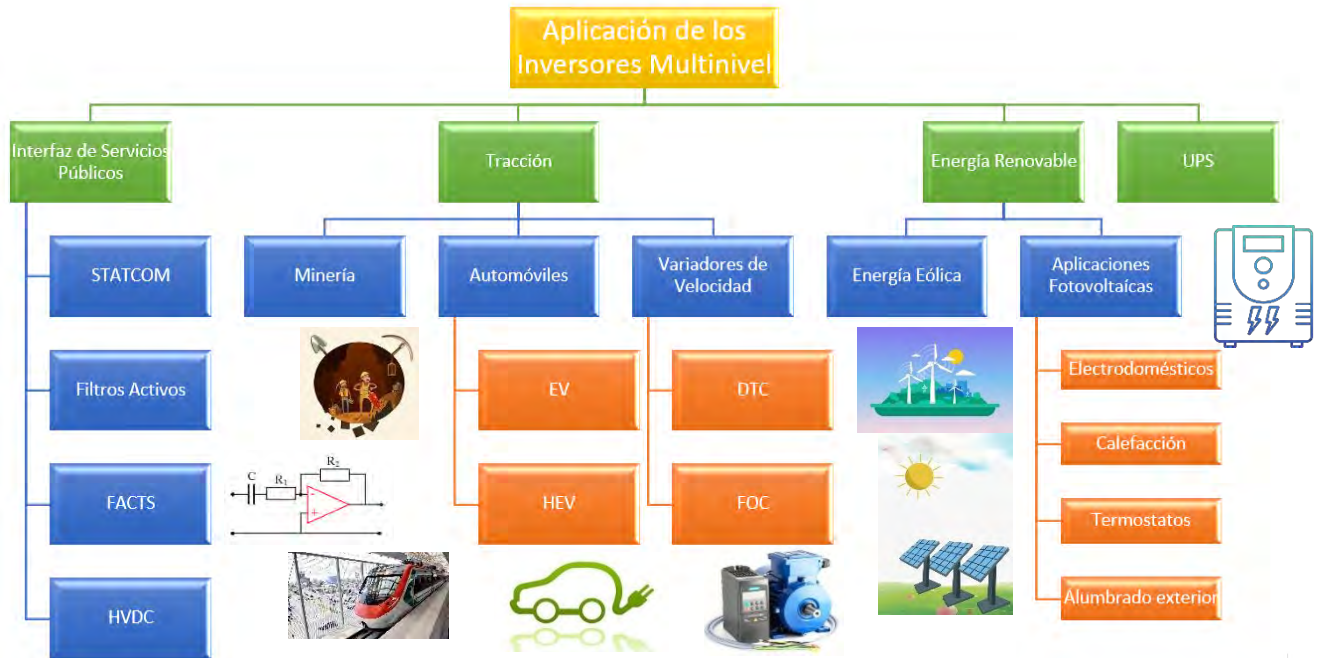 Aplicación de los
Inversores Multinivel
Interfaz de Servicios
Públicos
Tracción
Energía Renovable
UPS
STATCOM
Minería
Automóviles
Variadores de
Velocidad
Energía Eólica
Aplicaciones
Fotovoltaícas
Filtros Activos
EV
DTC
Electrodomésticos
Calefacción
FACTS
C
R1
R2
-
+
HEV
FOC
Termostatos
HVDC
Alumbrado exterior